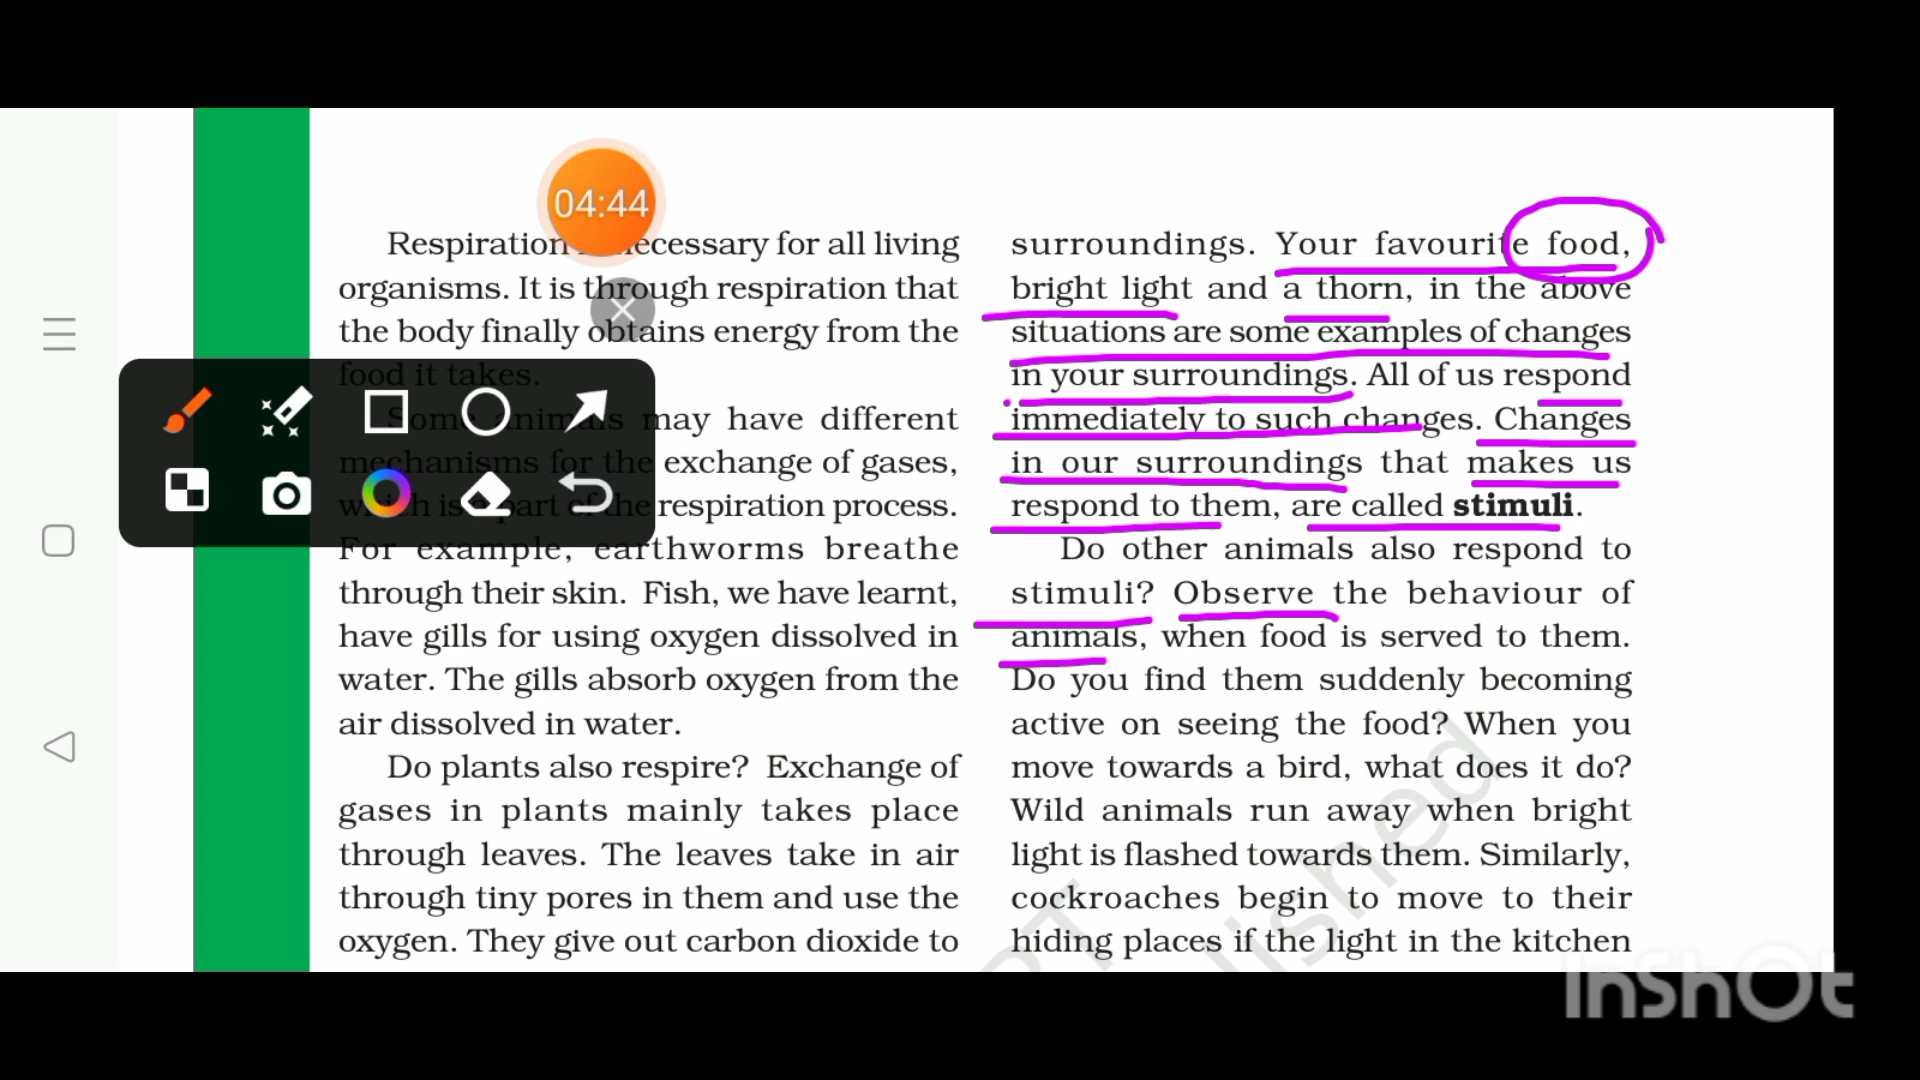 04:44
Respiration necessary for all living
organisms. It is through respiration that
the body finally obtains energy from the
food it takes.
Some animals may have different
mechanisms for the exchange of gases,
which is a part of the respiration process.
For example, earthworms breathe
through their skin. Fish, we have learnt,
have gills for using oxygen dissolved in
water. The gills absorb oxygen from the
air dissolved in water.
Do plants also respire? Exchange of
gases in plants mainly takes place
through leaves. The leaves take in air
through tiny pores in them and use the
oxygen. They give out carbon dioxide to
surroundings. Your favourite food,
bright light and a thorn, in the above
situations are some examples of changes
in your surroundings. All of us respond
immediately to such changes. Changes
in our surroundings that makes us
respond to them, are called stimuli.
Do other animals also respond to
stimuli? Observe the behaviour of
animals, when food is served to them.
Do you find them suddenly becoming
active on seeing the food? When you
move towards a bird, what does it do?
Wild animals run away when bright
light is flashed towards them. Similarly,
cockroaches begin to move to their
hiding places if the light in the kitchen
InShOt